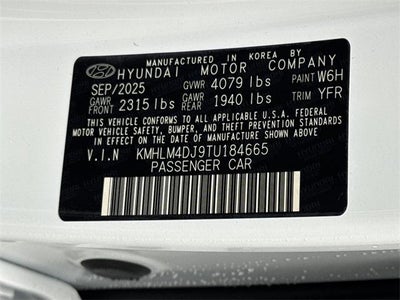 MANUFACTURED IN KOREA BY
HYUNDAI MOTOR COMPANY
SEP/2025 GVWR 4079 lbs PAINT W6H
GAWR FRONT 2315 lbs GAWR REAR 1940 lbs TRIM YFR
THIS VEHICLE CONFORMS TO ALL APPLICABLE U.S.A. FEDERAL
MOTOR VEHICLE SAFETY, BUMPER, AND THEFT PREVENTION
STANDARDS IN EFFECT ON THE DATE OF MANUFACTURE SHOWN ABOVE.
V.I.N KMHLM4DJ9TU184665
PASSENGER CAR